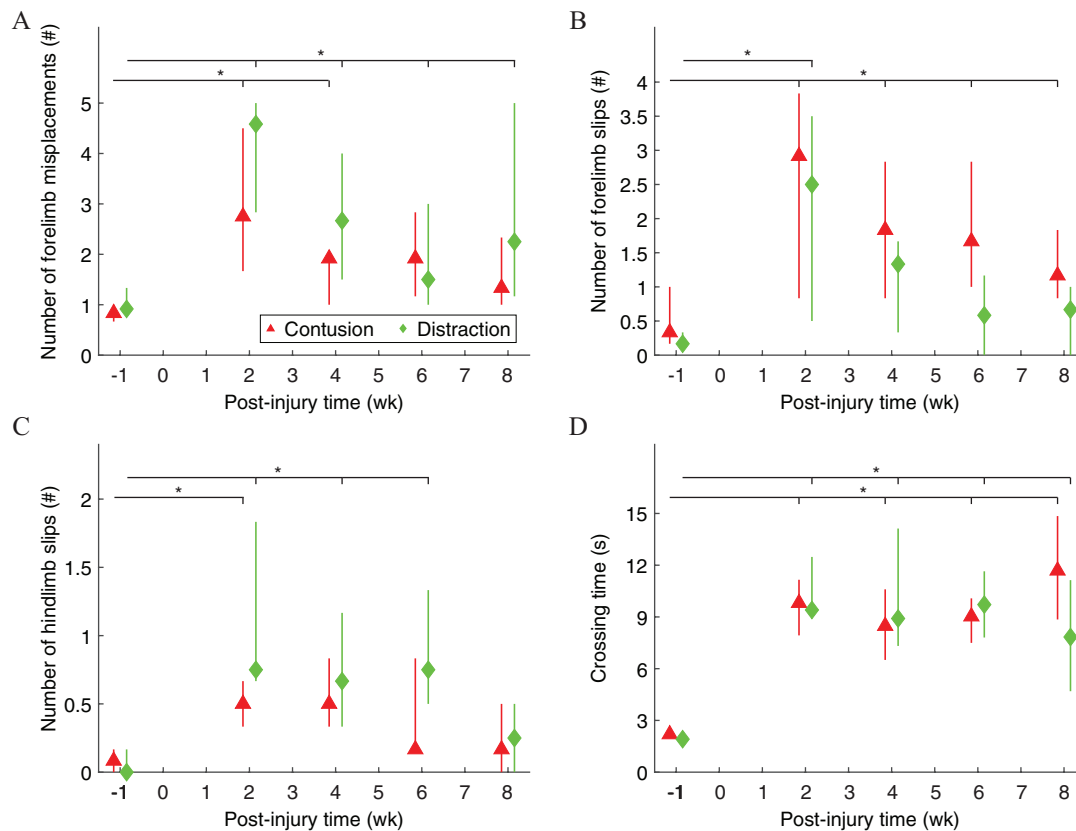 A
Number of forelimb misplacements (#)
5
4
3
2
1
0
*
*
Contusion
Distraction
-1 0 1 2 3 4 5 6 7 8
Post-injury time (wk)
B
Number of forelimb slips (#)
4
3.5
3
2.5
2
1.5
1
0.5
0
*
*
-1 0 1 2 3 4 5 6 7 8
Post-injury time (wk)
C
Number of hindlimb slips (#)
2
1.5
1
0.5
0
*
*
-1 0 1 2 3 4 5 6 7 8
Post-injury time (wk)
D
Crossing time (s)
15
12
9
6
3
0
*
*
-1 0 1 2 3 4 5 6 7 8
Post-injury time (wk)